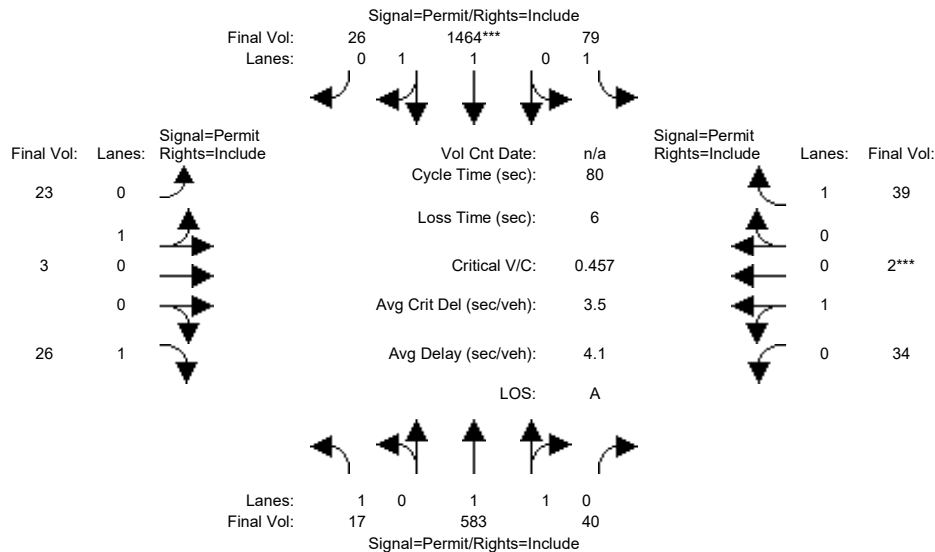 Signal=Permit/Rights=Include
Final Vol: 26 1464*** 79
Lanes: 0 1 1 0 1
Signal=Permit Signal=Permit
Final Vol: Lanes: Rights=Include Vol Cnt Date: n/a Rights=Include Lanes: Final Vol:
Cycle Time (sec): 80
23 0 1 39
Loss Time (sec): 6
1 0
3 0 Critical V/C: 0.457 0 2***
0 Avg Crit Del (sec/veh): 3.5 1
26 1 Avg Delay (sec/veh): 4.1 0 34
LOS: A
Lanes: 1 0 1 1 0
Final Vol: 17 583 40
Signal=Permit/Rights=Include